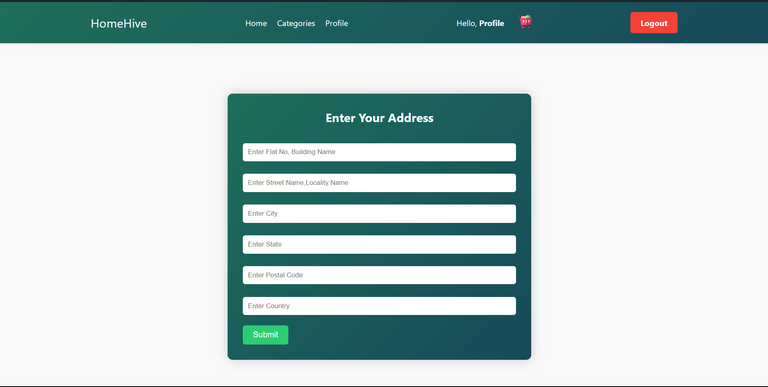 HomeHive Home Categories Profile Hello, Profile Logout
Enter Your Address
Enter Flat No, Building Name
Enter Street Name,Locality Name
Enter City
Enter State
Enter Postal Code
Enter Country
Submit